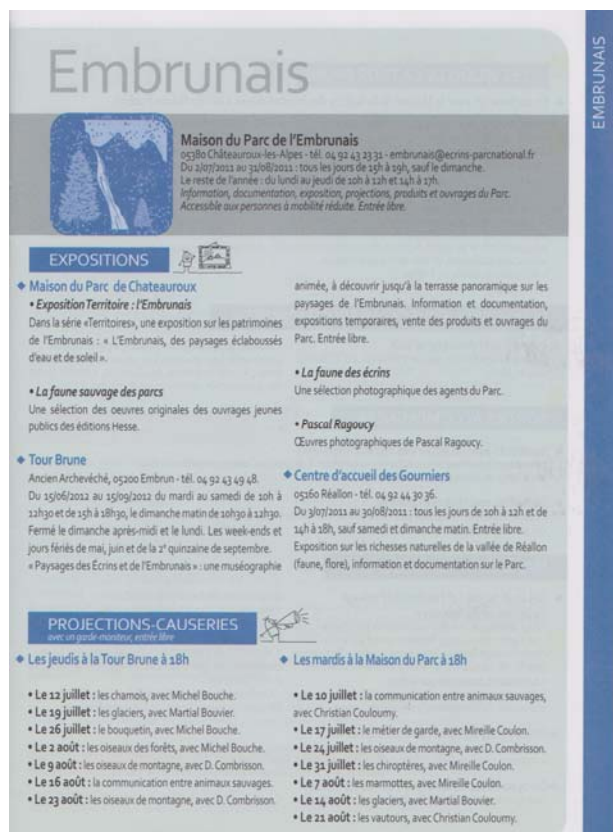 Embrunais
EMBRUNAIS
Maison du Parc de l'Embrunais
05380 Châteauroux-les-Alpes - tél. 04 92 43 23 31 - embrunais@ecrins-parcnational.fr
Du 2/07/2011 au 31/08/2011 : tous les jours de 15h à 19h, sauf le dimanche.
Le reste de l'année : du lundi au jeudi de 10h à 12h et 14h à 17h.
Information, documentation, exposition, projections, produits et ouvrages du Parc.
Accessible aux personnes à mobilité réduite. Entrée libre.
EXPOSITIONS
◆ Maison du Parc de Chateauroux
• Exposition Territoire : l'Embrunais
Dans la série «Territoires», une exposition sur les patrimoines
de l'Embrunais : « L'Embrunais, des paysages éclaboussés
d'eau et de soleil ».
• La faune sauvage des parcs
Une sélection des oeuvres originales des ouvrages jeunes
publics des éditions Hesse.
◆ Tour Brune
Ancien Archevéché, 05200 Embrun - tél. 04 92 43 49 48.
Du 15/06/2012 au 15/09/2012 du mardi au samedi de 10h à
12h30 et de 15h à 18h30, le dimanche matin de 10h30 à 12h30.
Fermé le dimanche après-midi et le lundi. Les week-ends et
jours fériés de mai, juin et de la 2e quinzaine de septembre.
« Paysages des Écrins et de l'Embrunais » : une muséographie
animée, à découvrir jusqu'à la terrasse panoramique sur les
paysages de l'Embrunais. Information et documentation,
expositions temporaires, vente des produits et ouvrages du
Parc. Entrée libre.
• La faune des écrins
Une sélection photographique des agents du Parc.
• Pascal Ragoucy
Œuvres photographiques de Pascal Ragoucy.
◆ Centre d'accueil des Gourniers
05160 Réallon - tél. 04 92 44 30 36.
Du 3/07/2011 au 30/08/2011 : tous les jours de 10h à 12h et de
14h à 18h, sauf samedi et dimanche matin. Entrée libre.
Exposition sur les richesses naturelles de la vallée de Réallon
(faune, flore), information et documentation sur le Parc.
PROJECTIONS-CAUSERIES
avec un garde-moniteur, entrée libre
◆ Les jeudis à la Tour Brune à 18h
• Le 12 juillet : les chamois, avec Michel Bouche.
• Le 19 juillet : les glaciers, avec Martial Bouvier.
• Le 26 juillet : le bouquetin, avec Michel Bouche.
• Le 2 août : les oiseaux des forêts, avec Michel Bouche.
• Le 9 août : les oiseaux de montagne, avec D. Combrisson.
• Le 16 août : la communication entre animaux sauvages.
• Le 23 août : les oiseaux de montagne, avec D. Combrisson.
◆ Les mardis à la Maison du Parc à 18h
• Le 10 juillet : la communication entre animaux sauvages,
avec Christian Couloumy.
• Le 17 juillet : le métier de garde, avec Mireille Coulon.
• Le 24 juillet : les oiseaux de montagne, avec D. Combrisson.
• Le 31 juillet : les chiroptères, avec Mireille Coulon.
• Le 7 août : les marmottes, avec Mireille Coulon.
• Le 14 août : les glaciers, avec Martial Bouvier.
• Le 21 août : les vautours, avec Christian Couloumy.